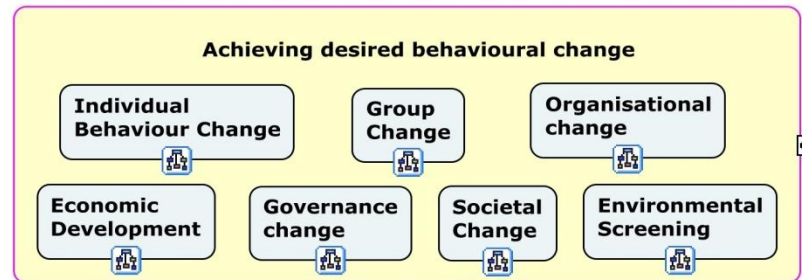 Achieving desired behavioural change
Individual
Behaviour Change
Group
Change
Organisational
change
Economic
Development
Governance
change
Societal
Change
Environmental
Screening